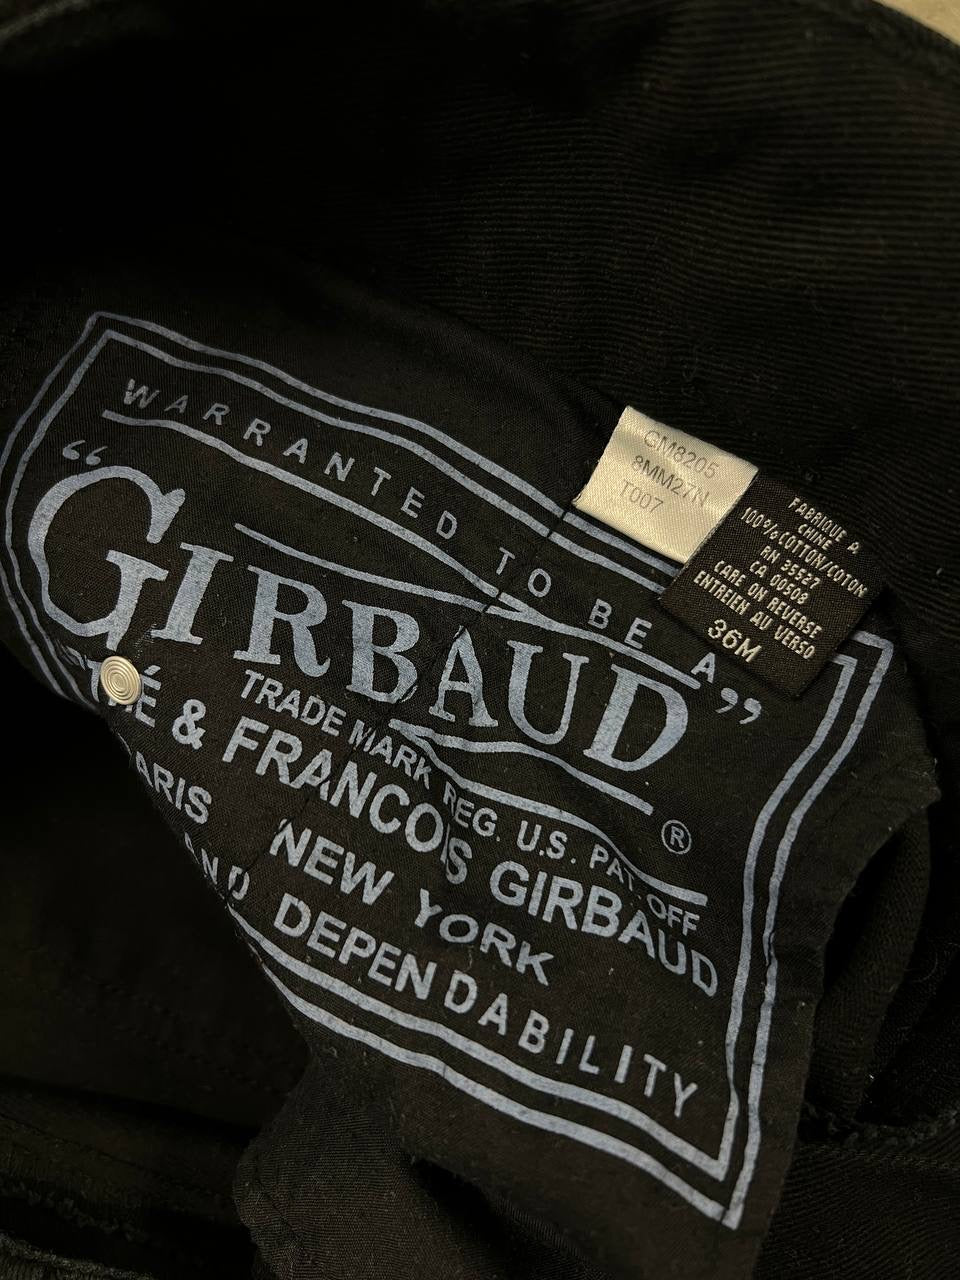 WARRANTED TO BE A
“GIRBAUD”
TRADE MARK REG. U.S. PAT. OFF ®
É & FRANCOIS GIRBAUD
ARIS NEW YORK
AND DEPENDABILITY
GM8205
8MM27N
T007
FABRIQUE A
CHINE
100%COTTON/COTON
RN 35527
CA 00508
CARE ON REVERSE
ENTREIEN AU VERSO
36M